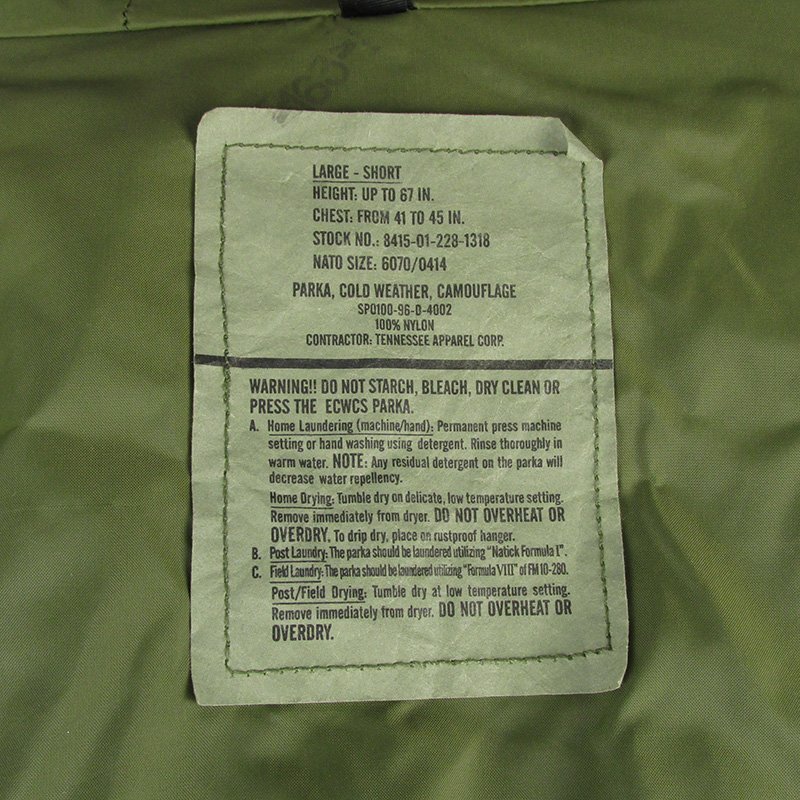 LARGE - SHORT
HEIGHT: UP TO 67 IN.
CHEST: FROM 41 TO 45 IN.
STOCK NO.: 8415-01-228-1318
NATO SIZE: 6070/0414
PARKA, COLD WEATHER, CAMOUFLAGE
SPO100-96-D-4002
100% NYLON
CONTRACTOR: TENNESSEE APPAREL CORP.
WARNING!! DO NOT STARCH, BLEACH, DRY CLEAN OR
PRESS THE ECWCS PARKA.
A. Home Laundering (machine/hand): Permanent press machine
setting or hand washing using detergent. Rinse thoroughly in
warm water. NOTE: Any residual detergent on the parka will
decrease water repellency.
Home Drying: Tumble dry on delicate, low temperature setting.
Remove immediately from dryer. DO NOT OVERHEAT OR
OVERDRY. To drip dry, place on rustproof hanger.
B. Post Laundry: The parka should be laundered utilizing "Natick Formula I".
C. Field Laundry: The parka should be laundered utilizing "Formula VIII" of FM 10-280.
Post/Field Drying: Tumble dry at low temperature setting.
Remove immediately from dryer. DO NOT OVERHEAT OR
OVERDRY.